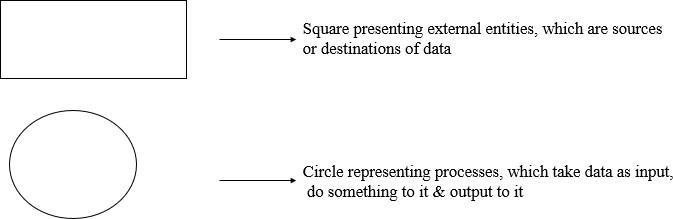 Square presenting external entities, which are sources
or destinations of data
Circle representing processes, which take data as input,
do something to it & output to it